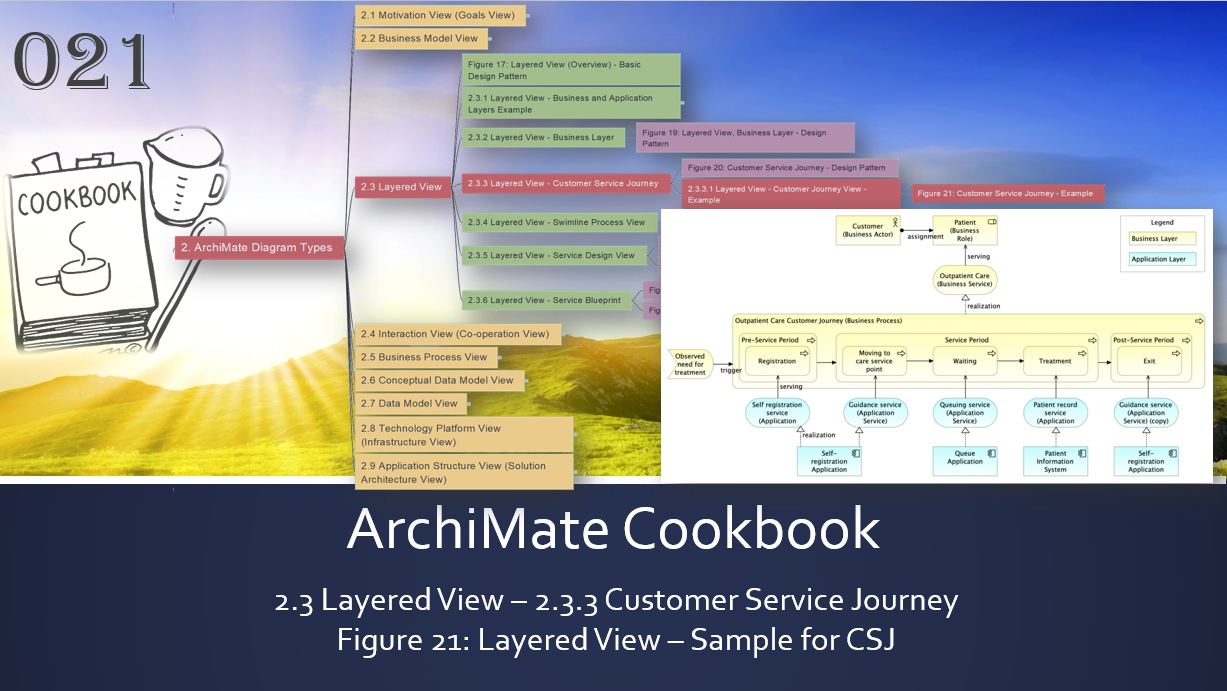 021
COOKBOOK
2. ArchiMate Diagram Types
2.1 Motivation View (Goals View)
2.2 Business Model View
2.3 Layered View
Figure 17: Layered View (Overview) - Basic
Design Pattern
2.3.1 Layered View - Business and Application
Layers Example
2.3.2 Layered View - Business Layer
Figure 19: Layered View, Business Layer - Design
Pattern
2.3.3 Layered View - Customer Service Journey
Figure 20: Customer Service Journey - Design Pattern
2.3.3.1 Layered View - Customer Journey View -
Example
Figure 21: Customer Service Journey - Example
2.3.4 Layered View - Swimline Process View
2.3.5 Layered View - Service Design View
2.3.6 Layered View - Service Blueprint
Fig
Fig
2.4 Interaction View (Co-operation View)
2.5 Business Process View
2.6 Conceptual Data Model View
2.7 Data Model View
2.8 Technology Platform View
(Infrastructure View)
2.9 Application Structure View (Solution
Architecture View)
Customer
(Business Actor)
assignment
Patient
(Business
Role)
serving
Outpatient Care
(Business Service)
realization
Legend
Business Layer
Application Layer
Outpatient Care Customer Journey (Business Process)
Observed
need for
treatment
trigger
Pre-Service Period
Registration
Service Period
Moving to
care service
point
Waiting
Treatment
Post-Service Period
Exit
serving
Self registration
service
(Application
Guidance service
(Application
Service)
Queuing service
(Application
Service)
Patient record
service
(Application
Guidance service
(Application
Service) (copy)
realization
Self-
registration
Application
Queue
Application
Patient
Information
System
Self-
registration
Application
ArchiMate Cookbook
2.3 Layered View – 2.3.3 Customer Service Journey
Figure 21: Layered View – Sample for CSJ